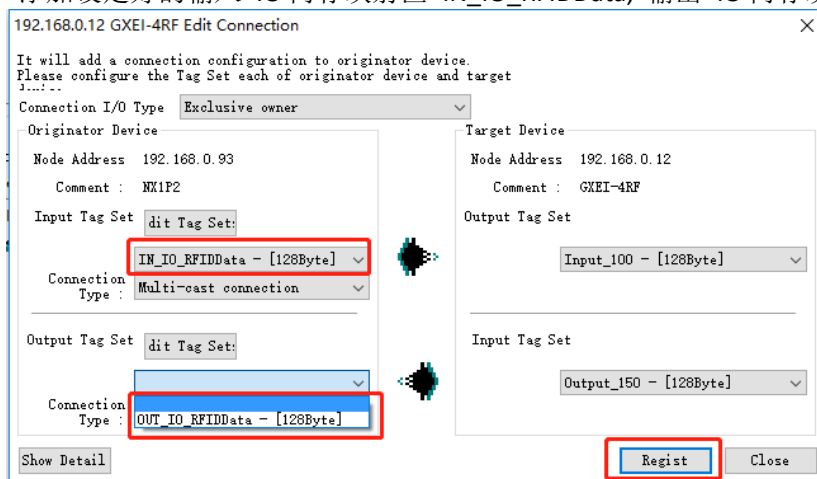 192.168.0.12 GXEI-4RF Edit Connection
It will add a connection configuration to originator device.
Please configure the Tag Set each of originator device and target
Connection I/O Type Exclusive owner
Originator Device
Node Address 192.168.0.93
Comment : NX1P2
Input Tag Set dit Tag Set:
IN_IO_RFIDData - [128Byte]
Connection Type : Multi-cast connection
Output Tag Set dit Tag Set:
Connection Type :
OUT_IO_RFIDData - [128Byte]
Target Device
Node Address 192.168.0.12
Comment : GXEI-4RF
Output Tag Set
Input_100 - [128Byte]
Input Tag Set
Output_150 - [128Byte]
Show Detail
Regist
Close